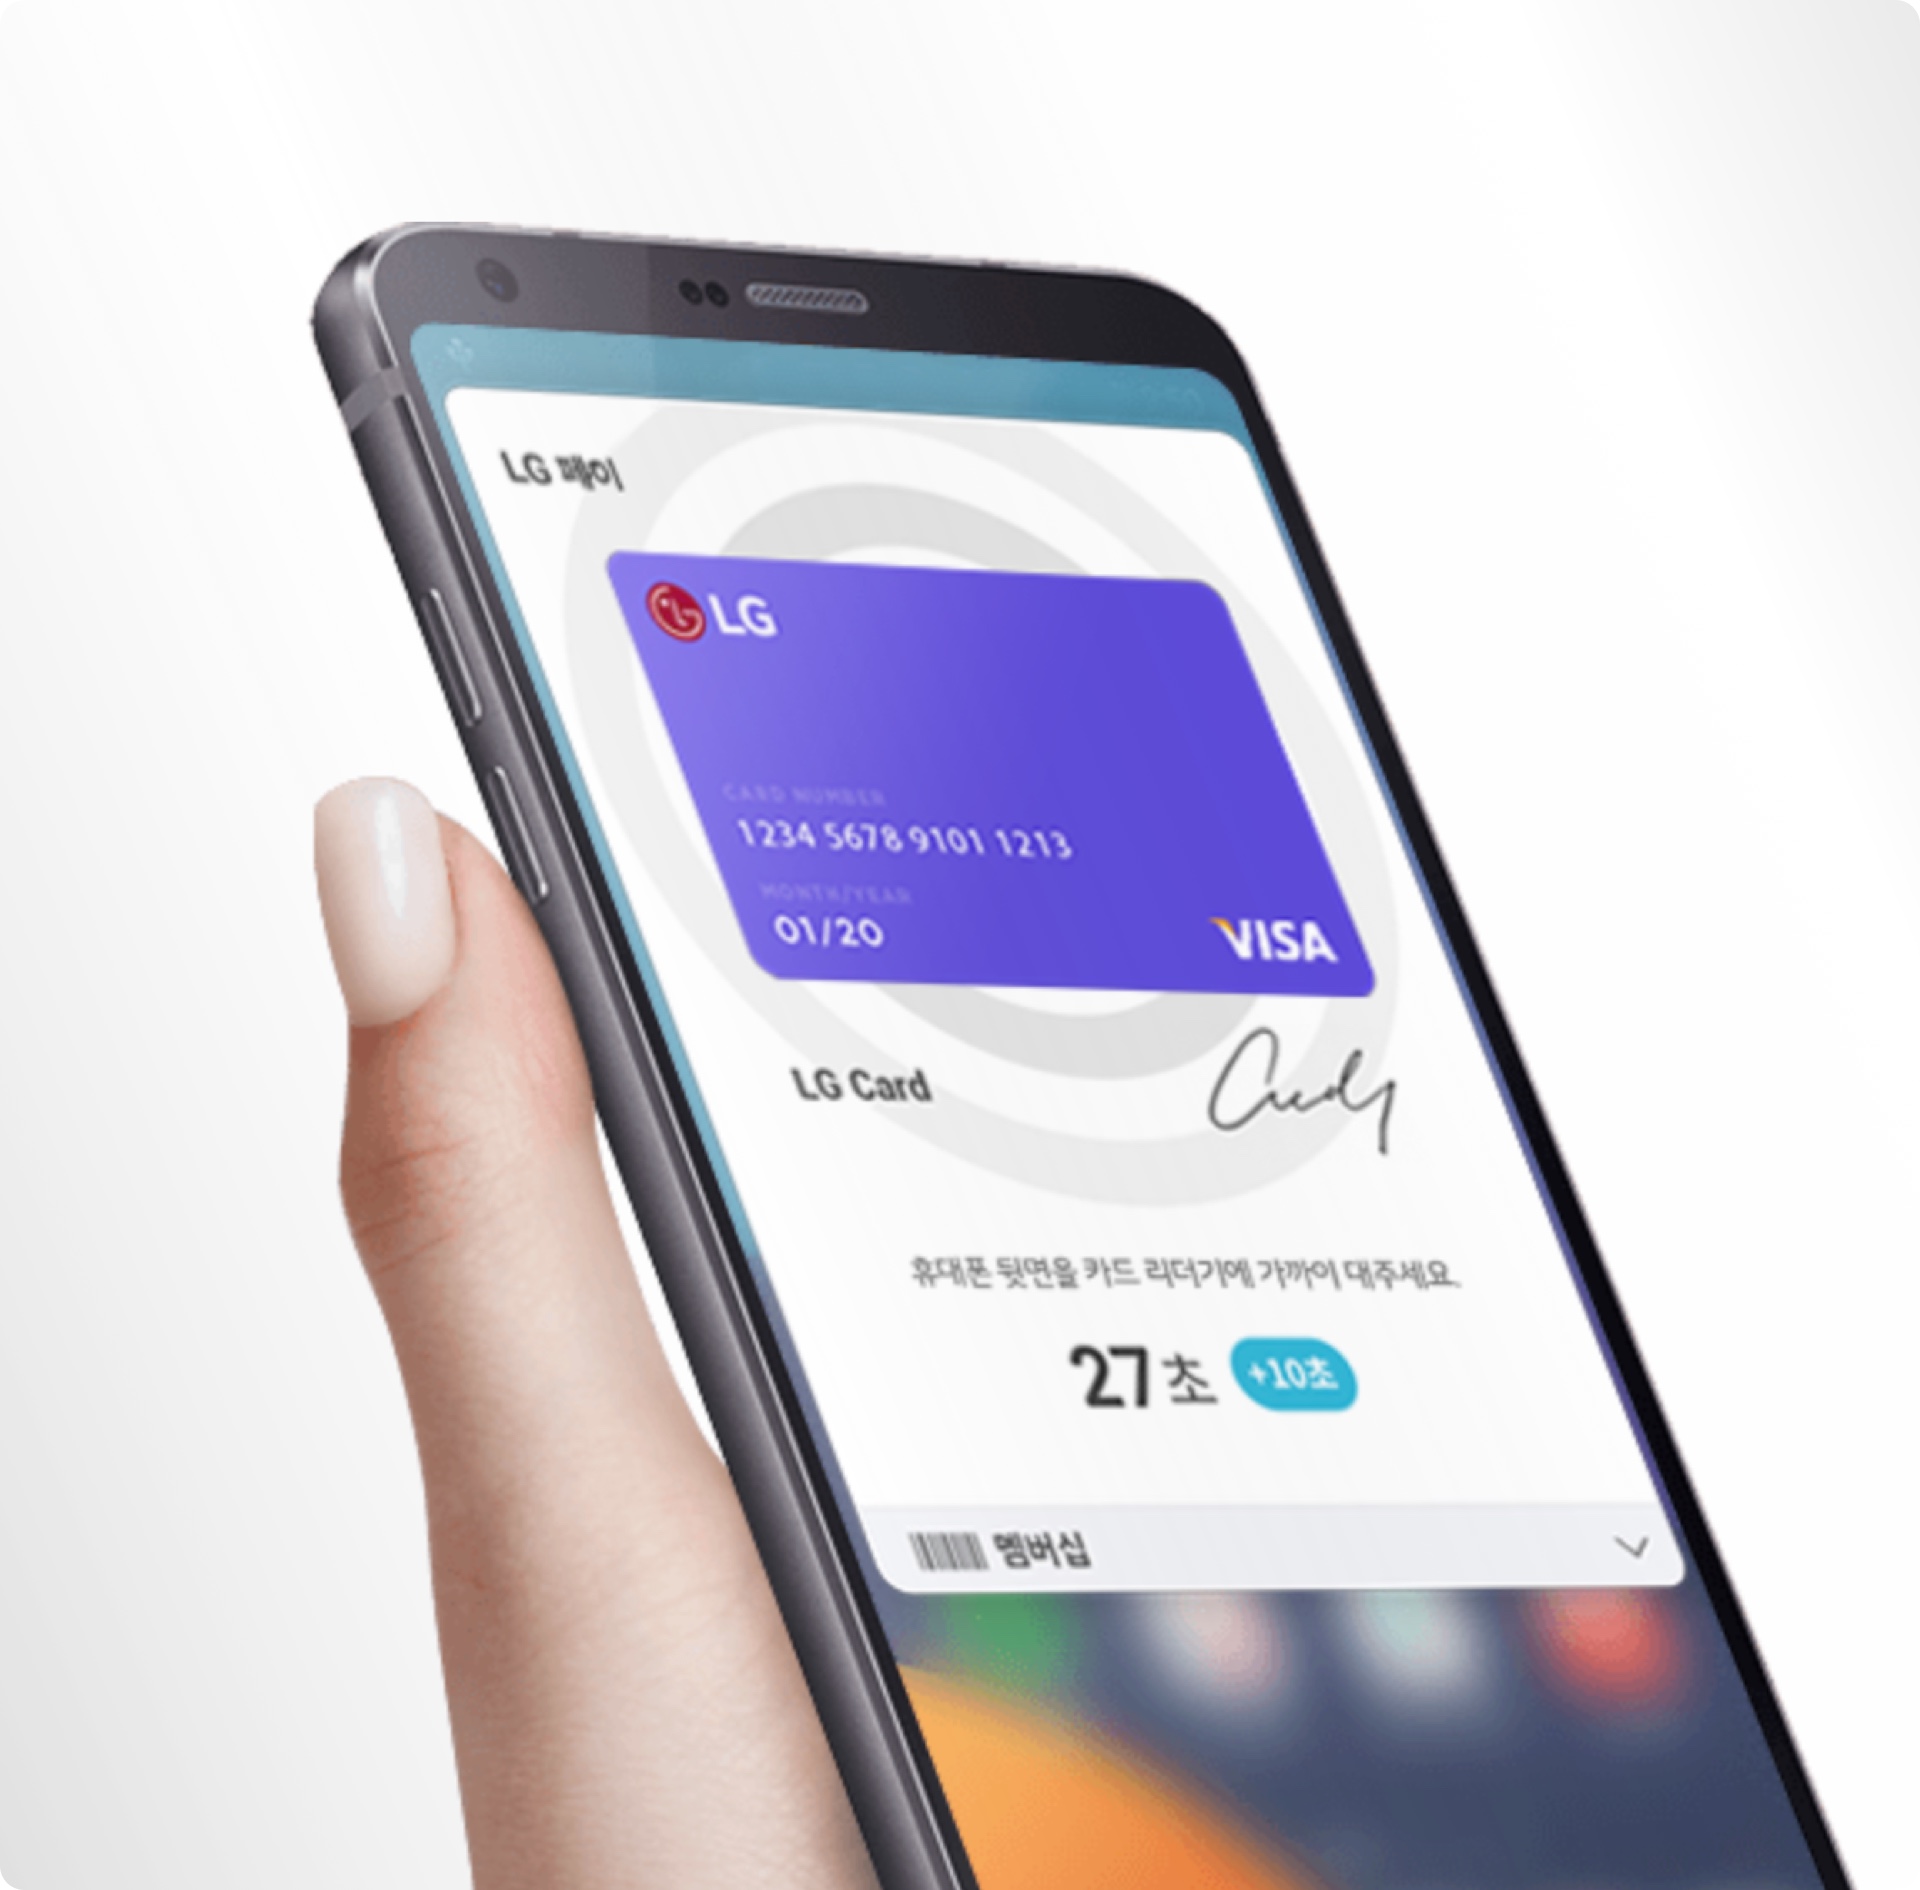 LG 페이
LG
CARD NUMBER
1234 5678 9101 1213
MONTH/YEAR
01/20
VISA
LG Card
휴대폰 뒷면을 카드 리더기에 가까이 대주세요.
27 초 +10초
멤버십